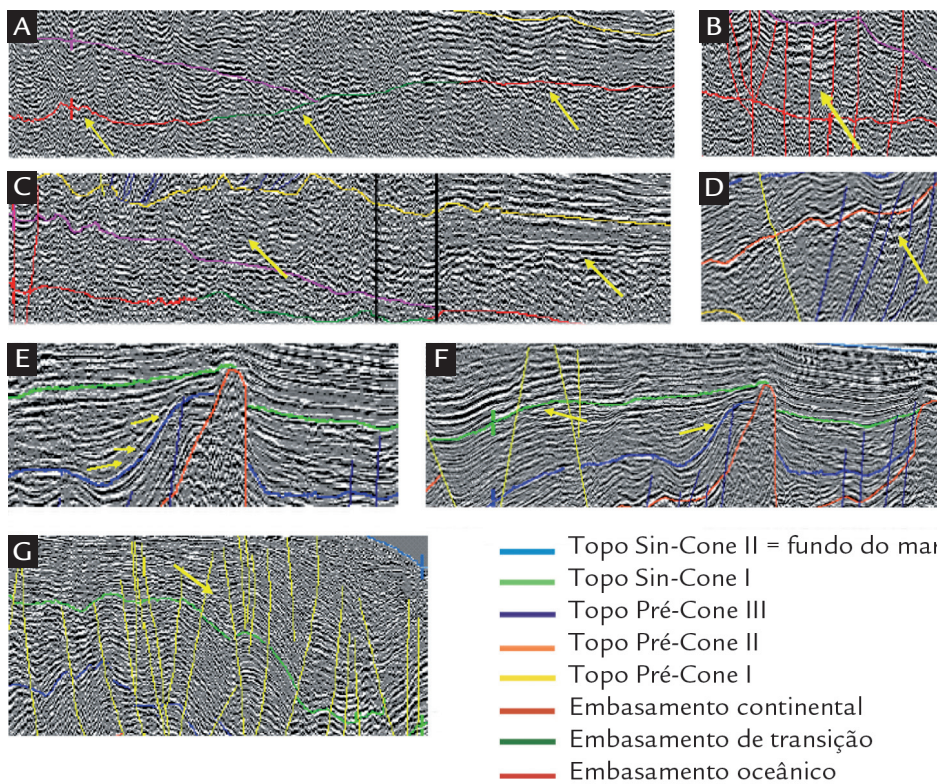 A
B
C
D
E
F
G
Topo Sin-Cone II = fundo do mar
Topo Sin-Cone I
Topo Pré-Cone III
Topo Pré-Cone II
Topo Pré-Cone I
Embasamento continental
Embasamento de transição
Embasamento oceânico